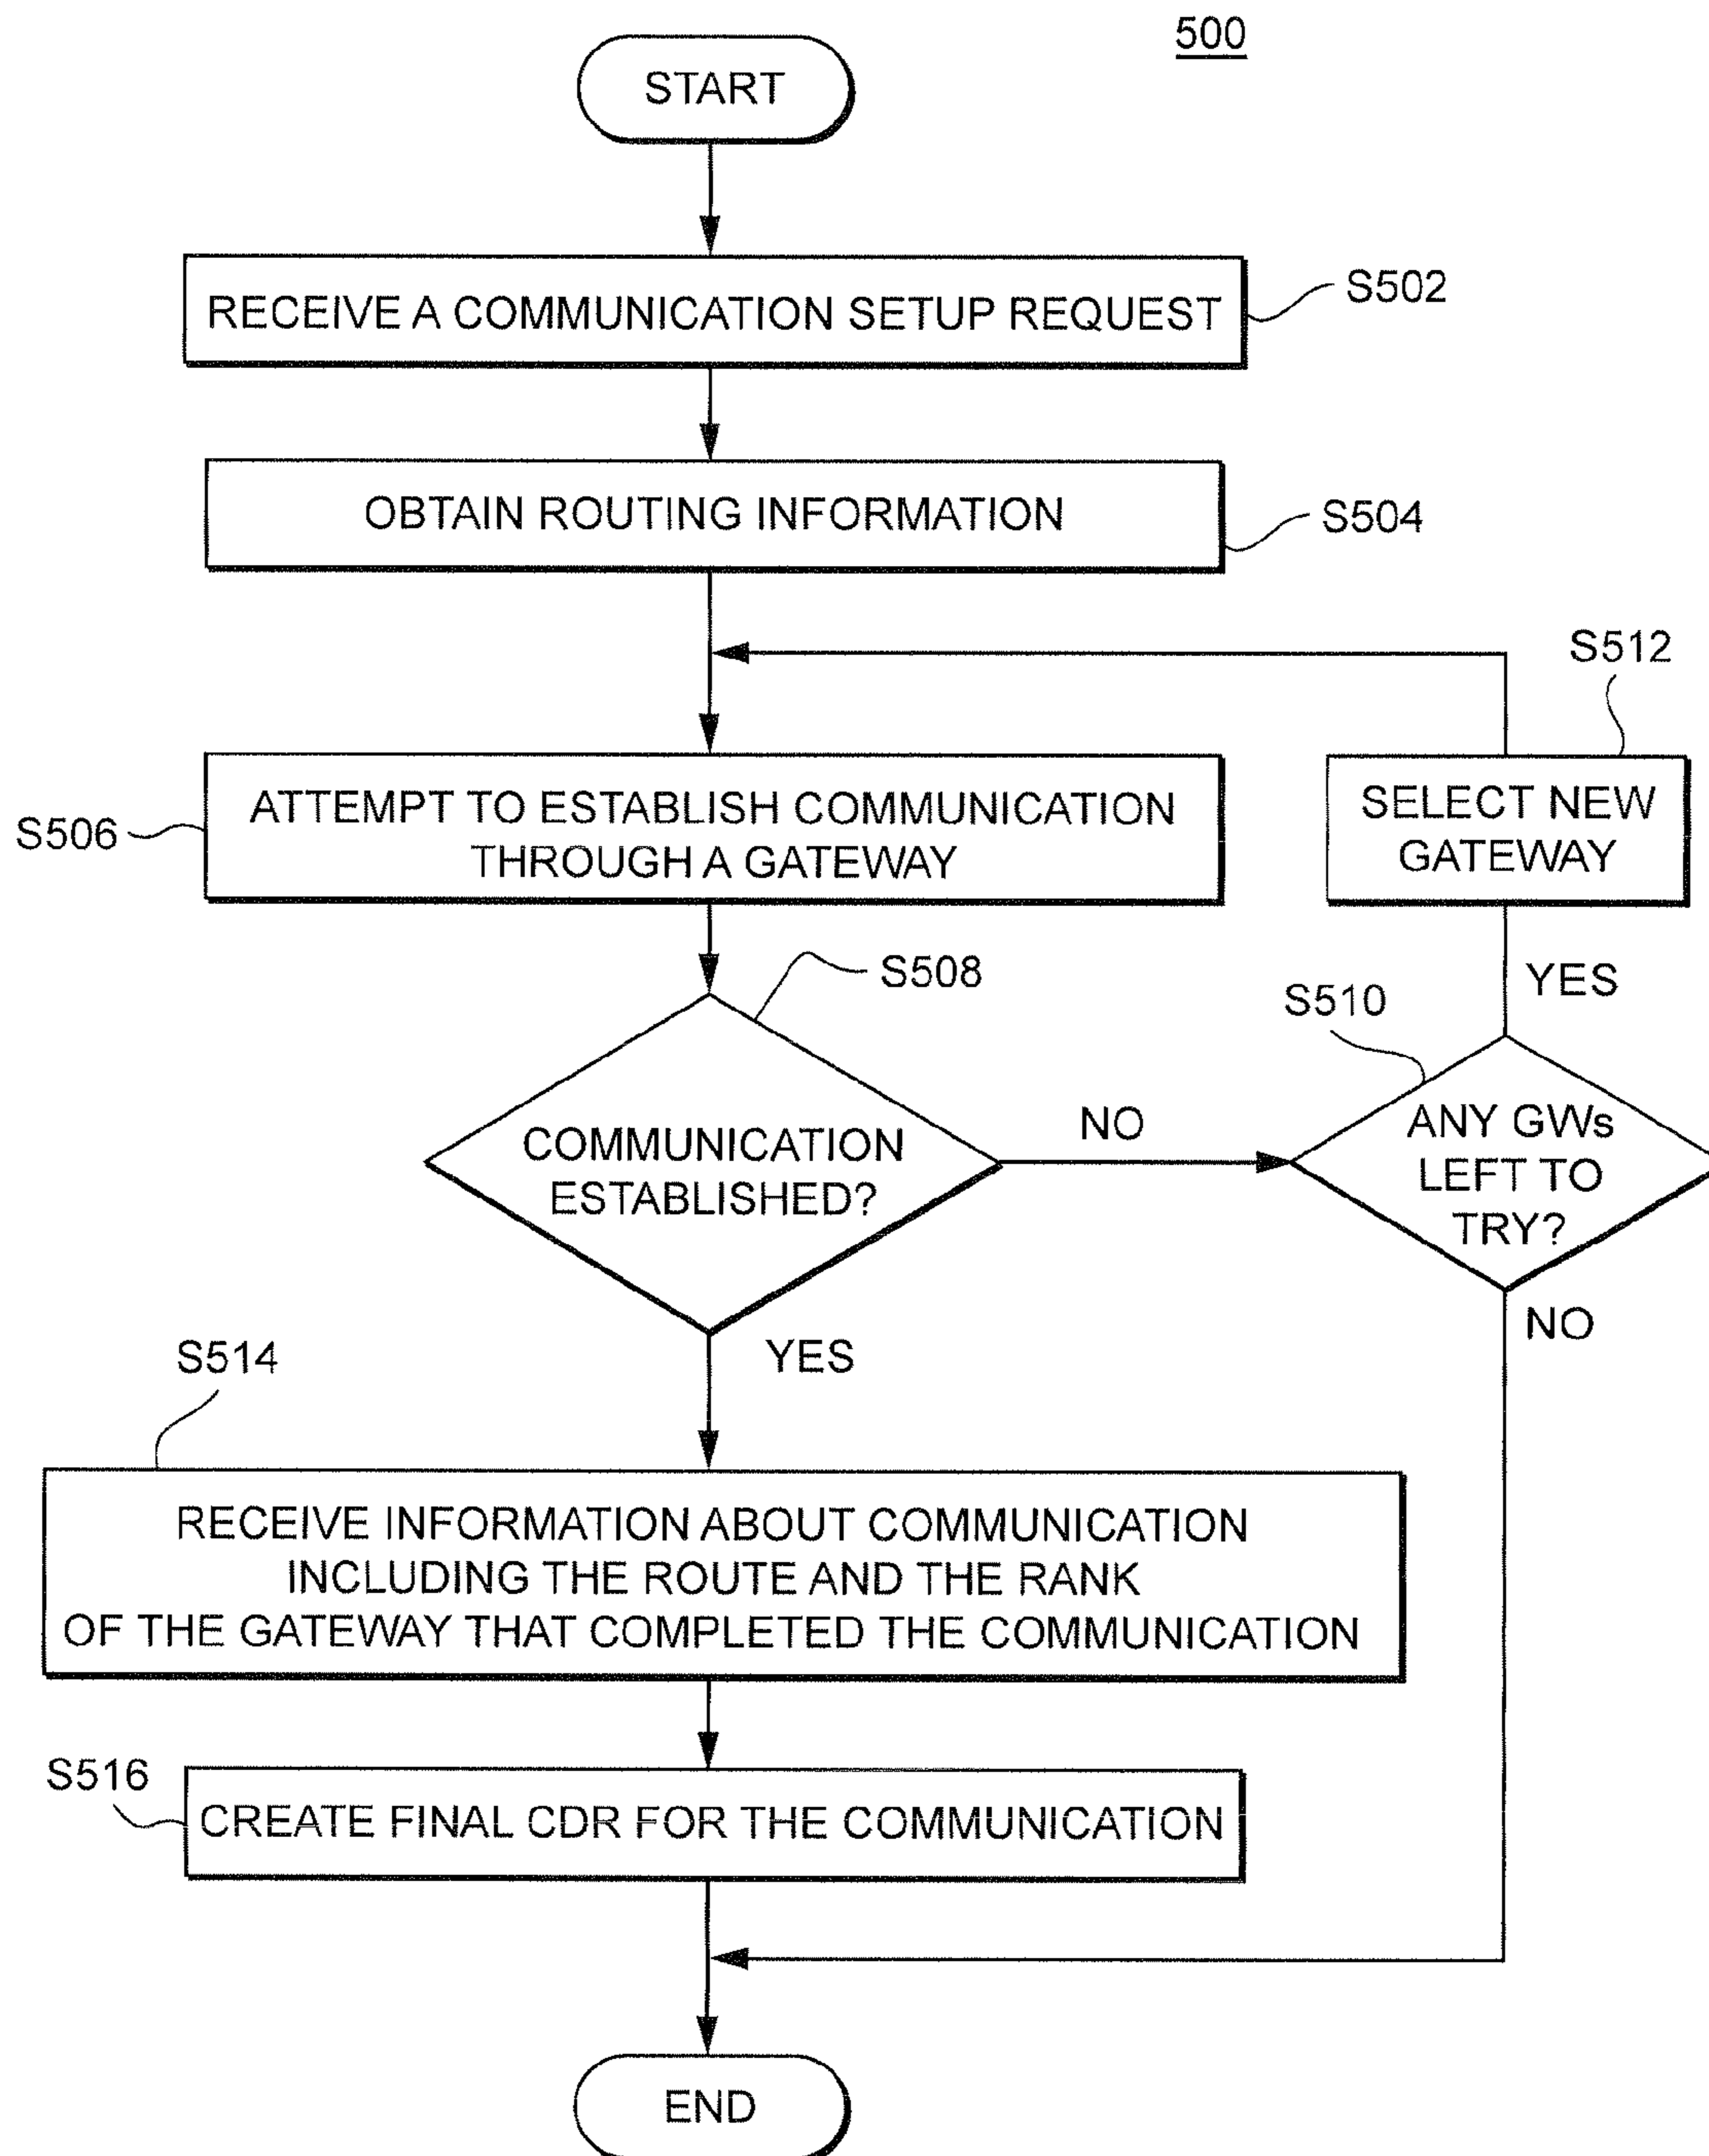 500
START
RECEIVE A COMMUNICATION SETUP REQUEST
S502
OBTAIN ROUTING INFORMATION
S504
S512
ATTEMPT TO ESTABLISH COMMUNICATION
THROUGH A GATEWAY
S506
SELECT NEW
GATEWAY
S508
YES
S510
COMMUNICATION
ESTABLISHED?
NO
ANY GWs
LEFT TO
TRY?
NO
YES
S514
RECEIVE INFORMATION ABOUT COMMUNICATION
INCLUDING THE ROUTE AND THE RANK
OF THE GATEWAY THAT COMPLETED THE COMMUNICATION
S516
CREATE FINAL CDR FOR THE COMMUNICATION
END